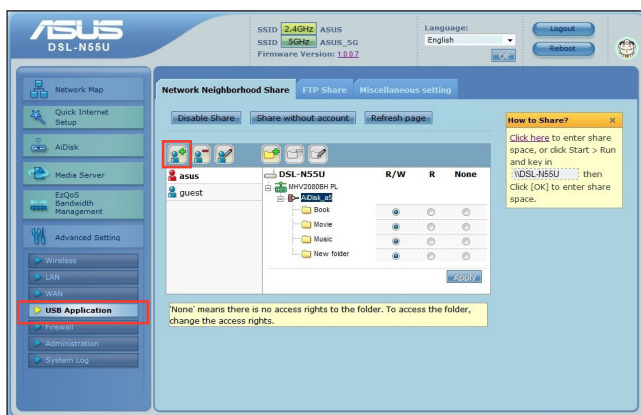 ASUS
DSL-N55U
SSID 2.4GHz ASUS
SSID 5GHz ASUS_5G
Firmware Version: 1.0.0.7
Language:
English
OK
Logout
Reboot
Network Map
Quick Internet
Setup
AiDisk
Media Server
EzQoS
Bandwidth
Management
Advanced Setting
Wireless
LAN
WAN
USB Application
Firewall
Administration
System Log
Network Neighborhood Share
FTP Share
Miscellaneous setting
Disable Share
Share without account
Refresh page
asus
guest
DSL-N55U R/W R None
MHV2080BH PL
AiDisk_a5
Book
Movie
Music
New folder
Apply
'None' means there is no access rights to the folder. To access the folder,
change the access rights.
How to Share? X
Click here to enter share
space, or click Start > Run
and key in
\\DSL-N55U then
Click [OK] to enter share
space.